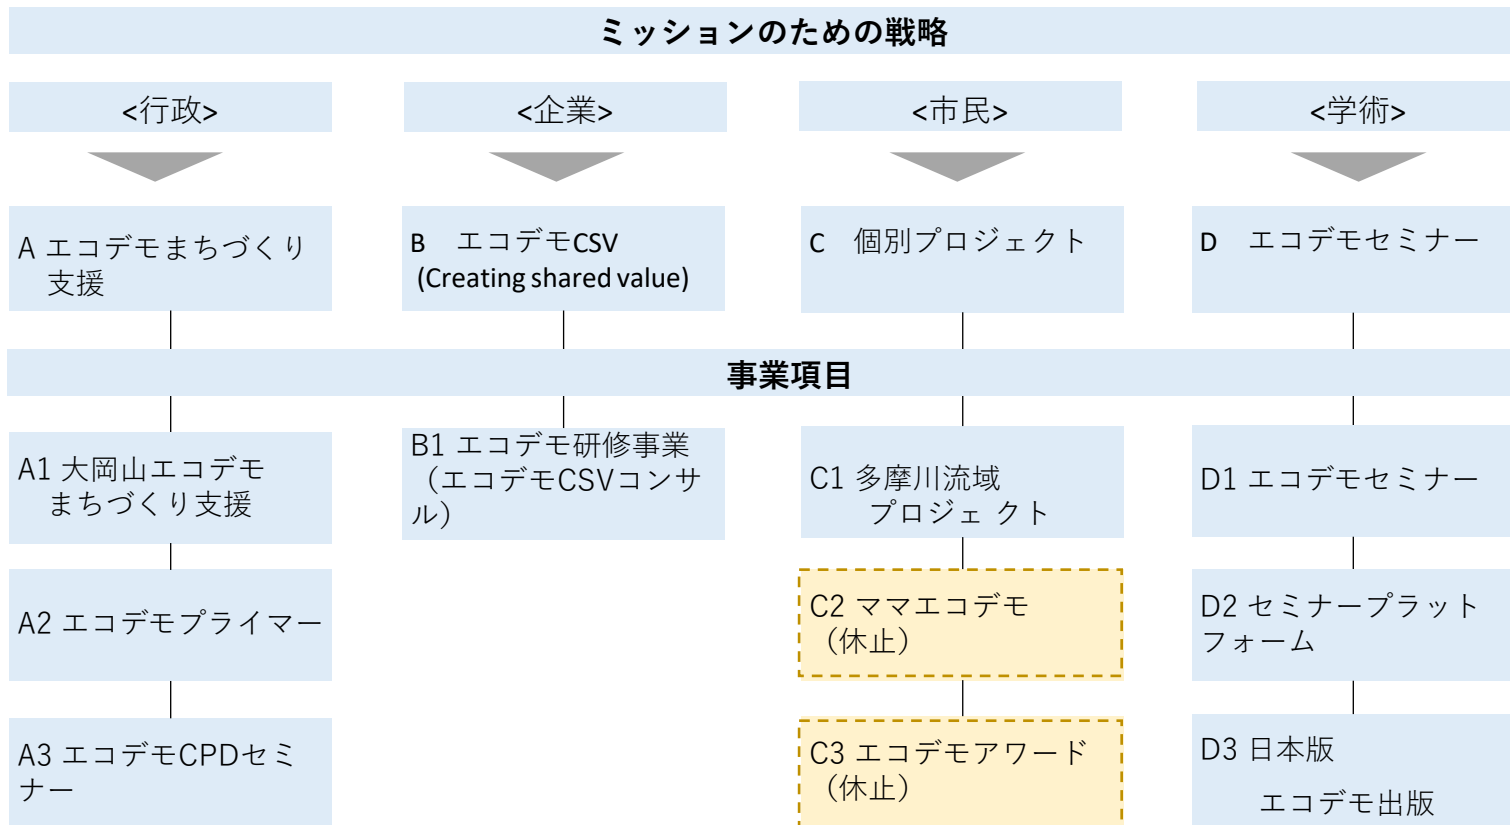 ミッションのための戦略
<行政>
<企業>
<市民>
<学術>
A エコデモまちづくり
支援
B エコデモCSV
(Creating shared value)
C 個別プロジェクト
D エコデモセミナー
事業項目
A1 大岡山エコデモ
まちづくり支援
B1 エコデモ研修事業
（エコデモCSVコンサ
ル）
C1 多摩川流域
プロジェ クト
D1 エコデモセミナー
A2 エコデモプライマー
C2 ママエコデモ
（休止）
D2 セミナープラット
フォーム
A3 エコデモCPDセミ
ナー
C3 エコデモアワード
（休止）
D3 日本版
エコデモ出版